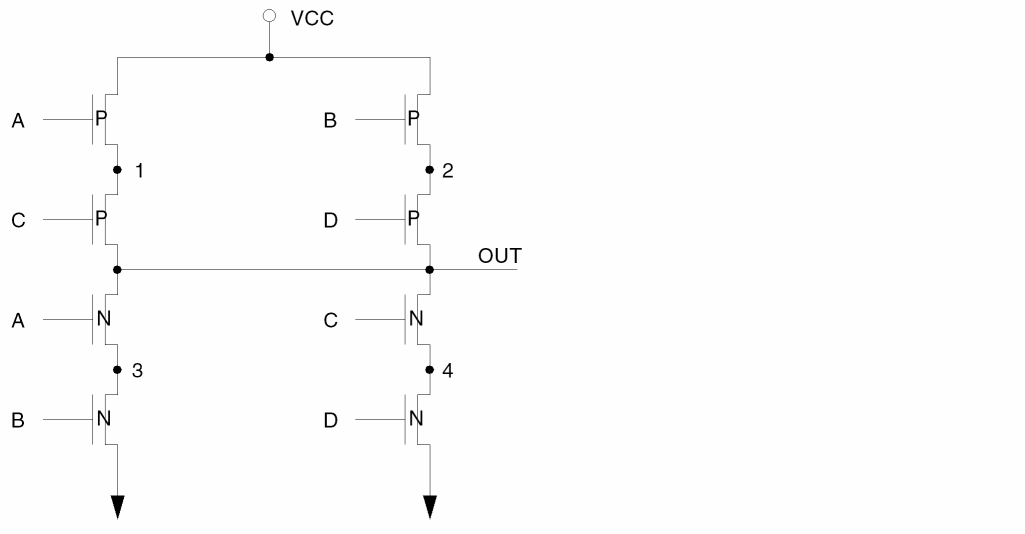 VCC
A P B P
1 2
C P D P
OUT
A N C N
3 4
B N D N